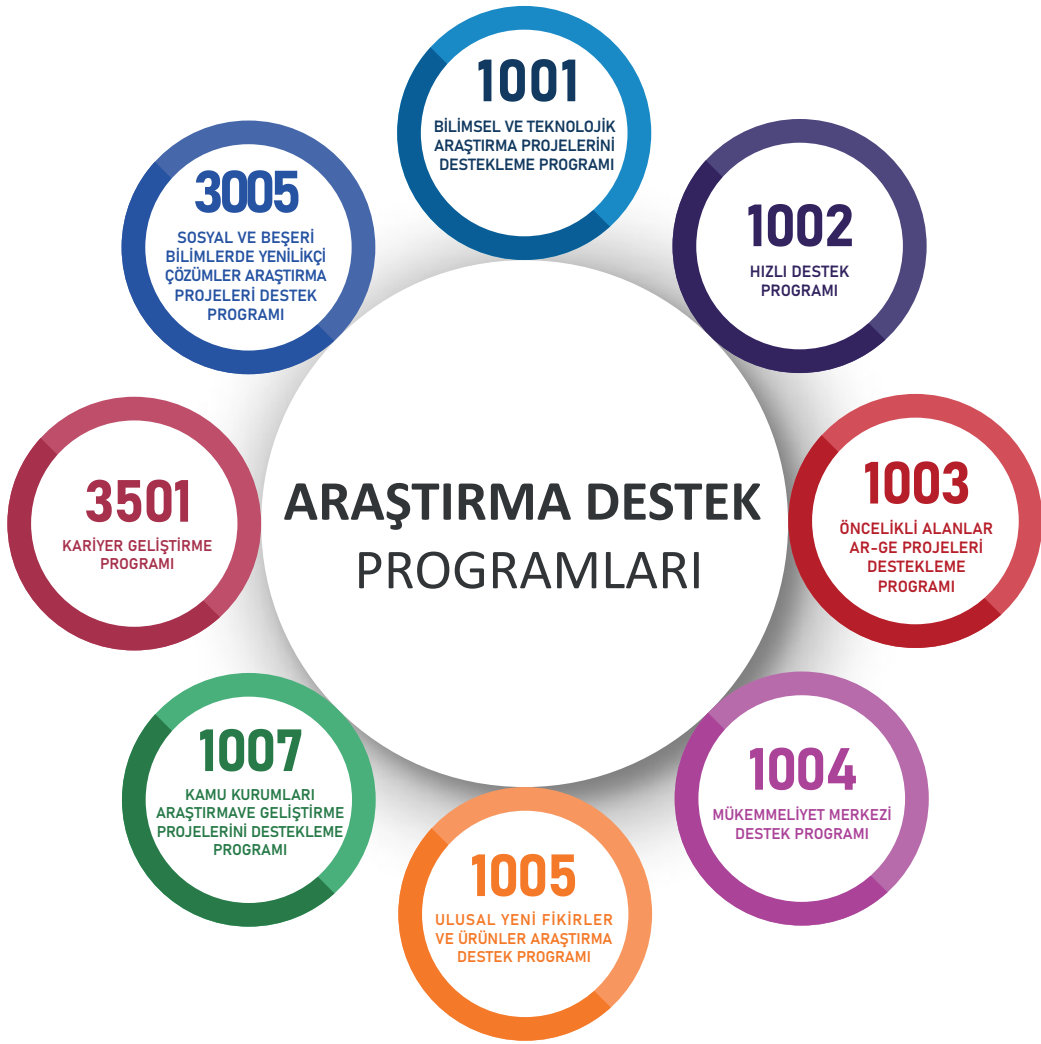 ARAŞTIRMA DESTEK
PROGRAMLARI
1001
BİLİMSEL VE TEKNOLOJİK
ARAŞTIRMA PROJELERİNİ
DESTEKLEME PROGRAMI
1002
HIZLI DESTEK
PROGRAMI
1003
ÖNCELİKLİ ALANLAR
AR-GE PROJELERİ
DESTEKLEME
PROGRAMI
1004
MÜKEMMELİYET MERKEZİ
DESTEK PROGRAMI
1005
ULUSAL YENİ FİKİRLER
VE ÜRÜNLER ARAŞTIRMA
DESTEK PROGRAMI
1007
KAMU KURUMLARI
ARAŞTIRMAVE GELİŞTİRME
PROJELERİNİ DESTEKLEME
PROGRAMI
3501
KARİYER GELİŞTİRME
PROGRAMI
3005
SOSYAL VE BEŞERİ
BİLİMLERDE YENİLİKÇİ
ÇÖZÜMLER ARAŞTIRMA
PROJELERİ DESTEK
PROGRAMI